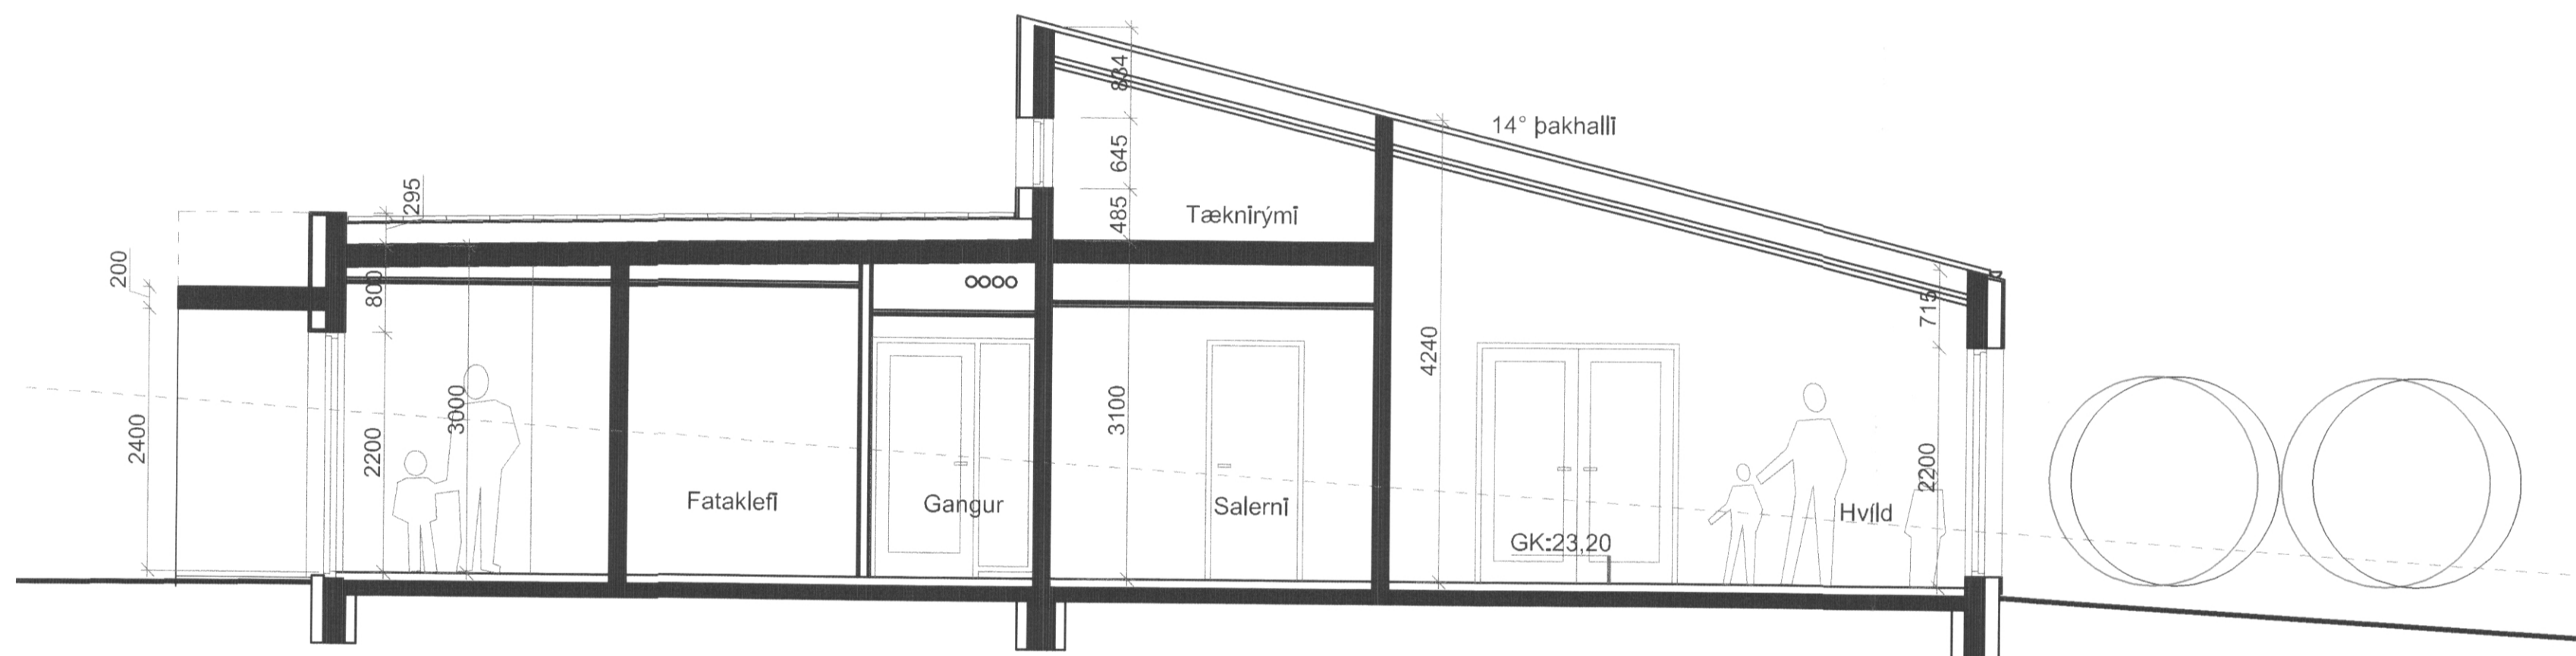 834
14° þakhalli
645
295
485
Tæknirými
200
800
715
4240
2400
2200
3000
3100
2200
Fataklefi
Gangur
Salerni
Hvíld
GK:23,20